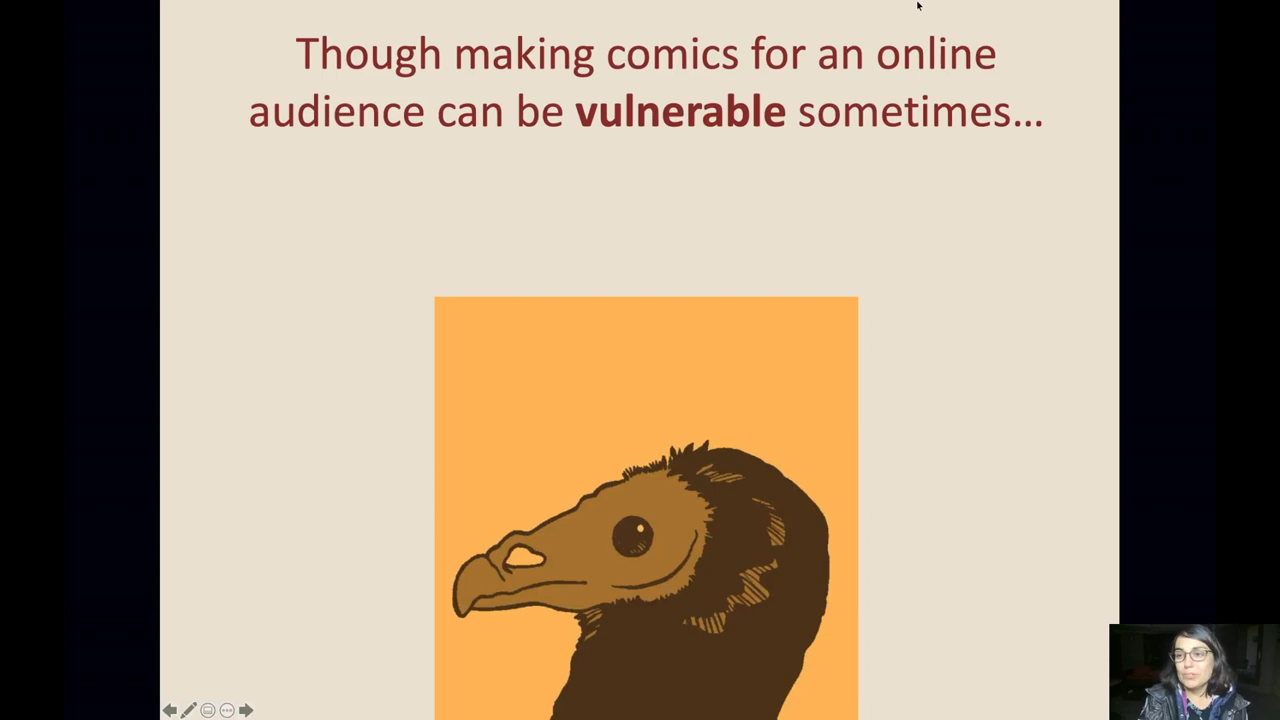 Though making comics for an online
audience can be vulnerable sometimes…